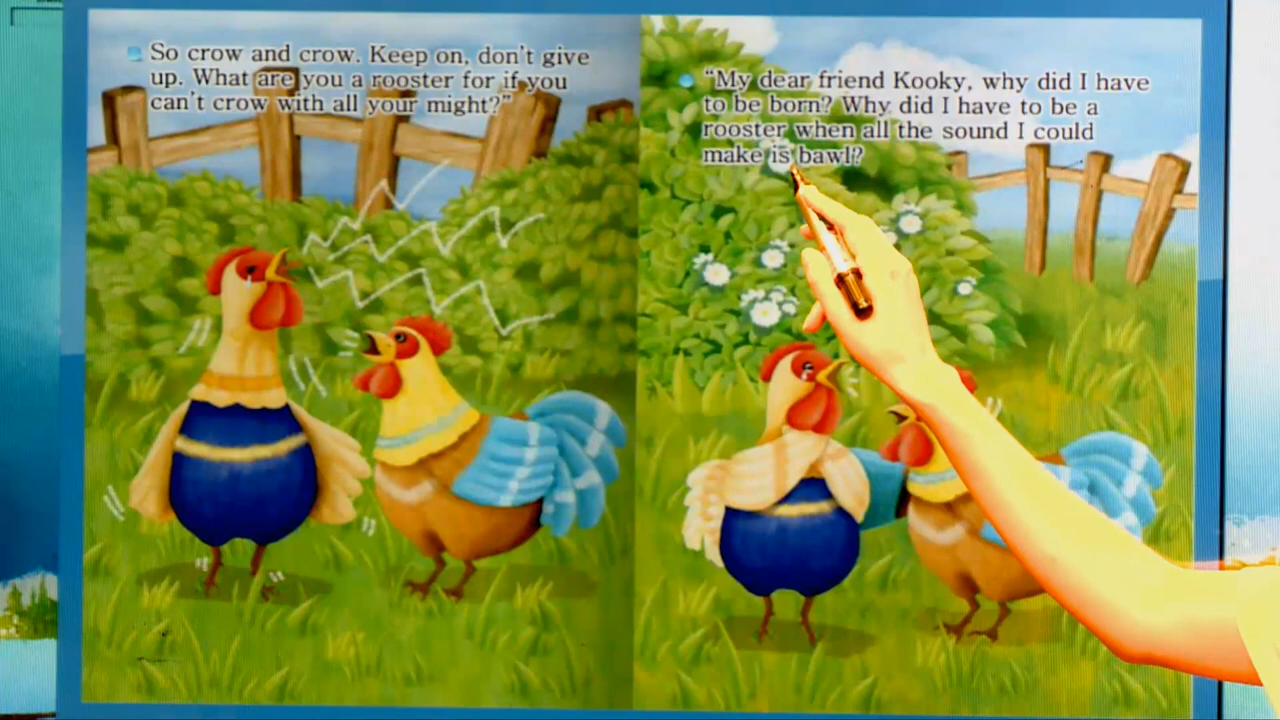 So crow and crow. Keep on, don't give
up. What are you a rooster for if you
can't crow with all your might?"
"My dear friend Kooky, why did I have
to be born? Why did I have to be a
rooster when all the sound I could
make is bawl?